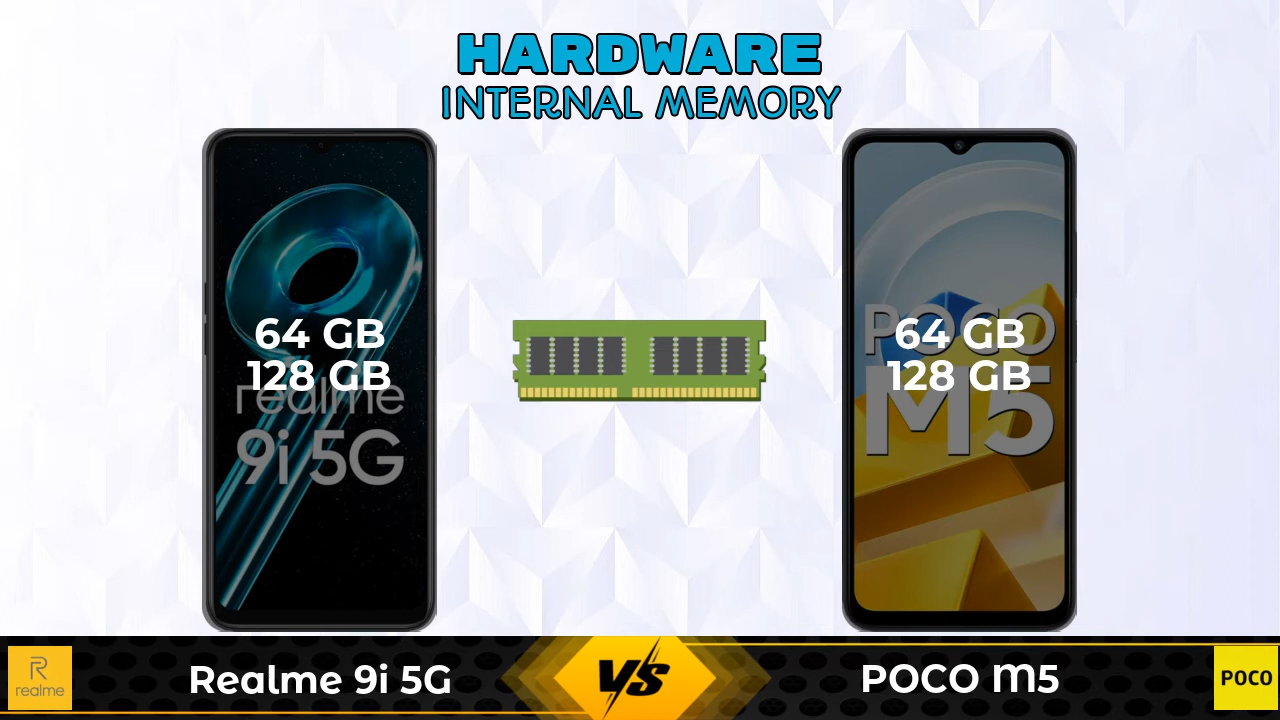 HARDWARE
INTERNAL MEMORY
64 GB
128 GB
realme
9i 5G
64 GB
128 GB
POCO
M5
R
realme
Realme 9i 5G
VS
POCO M5
POCO